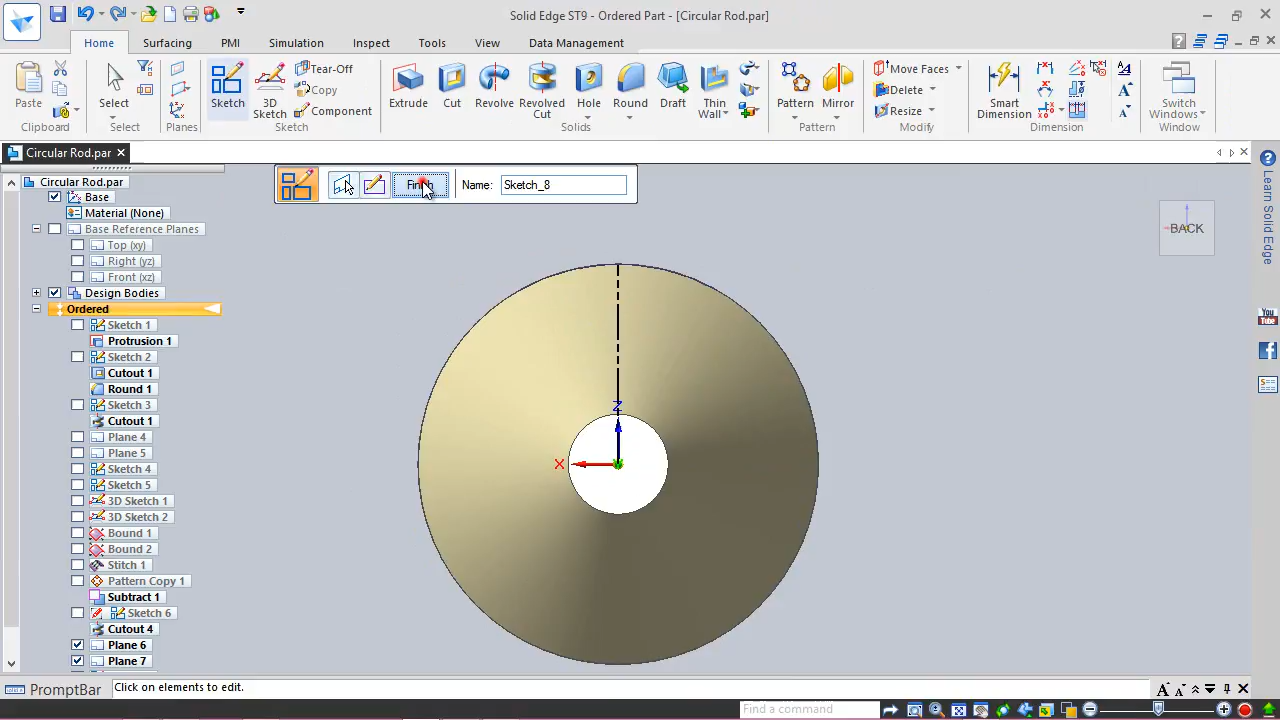 Solid Edge ST9 - Ordered Part - [Circular Rod.par]
Home Surfacing PMI Simulation Inspect Tools View Data Management
Paste
Clipboard
Select
Select
Planes
Sketch
3D Sketch
Tear-Off
Copy
Component
Sketch
Extrude
Cut
Revolve
Revolved Cut
Hole
Round
Draft
Thin Wall
Solids
Pattern
Mirror
Pattern
Move Faces
Delete
Resize
Modify
Smart Dimension
Dimension
Switch Windows
Window
Circular Rod.par
Name: Sketch_8
Circular Rod.par
Base
Material (None)
Base Reference Planes
Top (xy)
Right (yz)
Front (xz)
Design Bodies
Ordered
Sketch 1
Protrusion 1
Sketch 2
Cutout 1
Round 1
Sketch 3
Cutout 1
Plane 4
Plane 5
Sketch 4
Sketch 5
3D Sketch 1
3D Sketch 2
Bound 1
Bound 2
Stitch 1
Pattern Copy 1
Subtract 1
Sketch 6
Cutout 4
Plane 6
Plane 7
BACK
Z
X
Learn Solid Edge
You Tube
PromptBar
Click on elements to edit.
Find a command